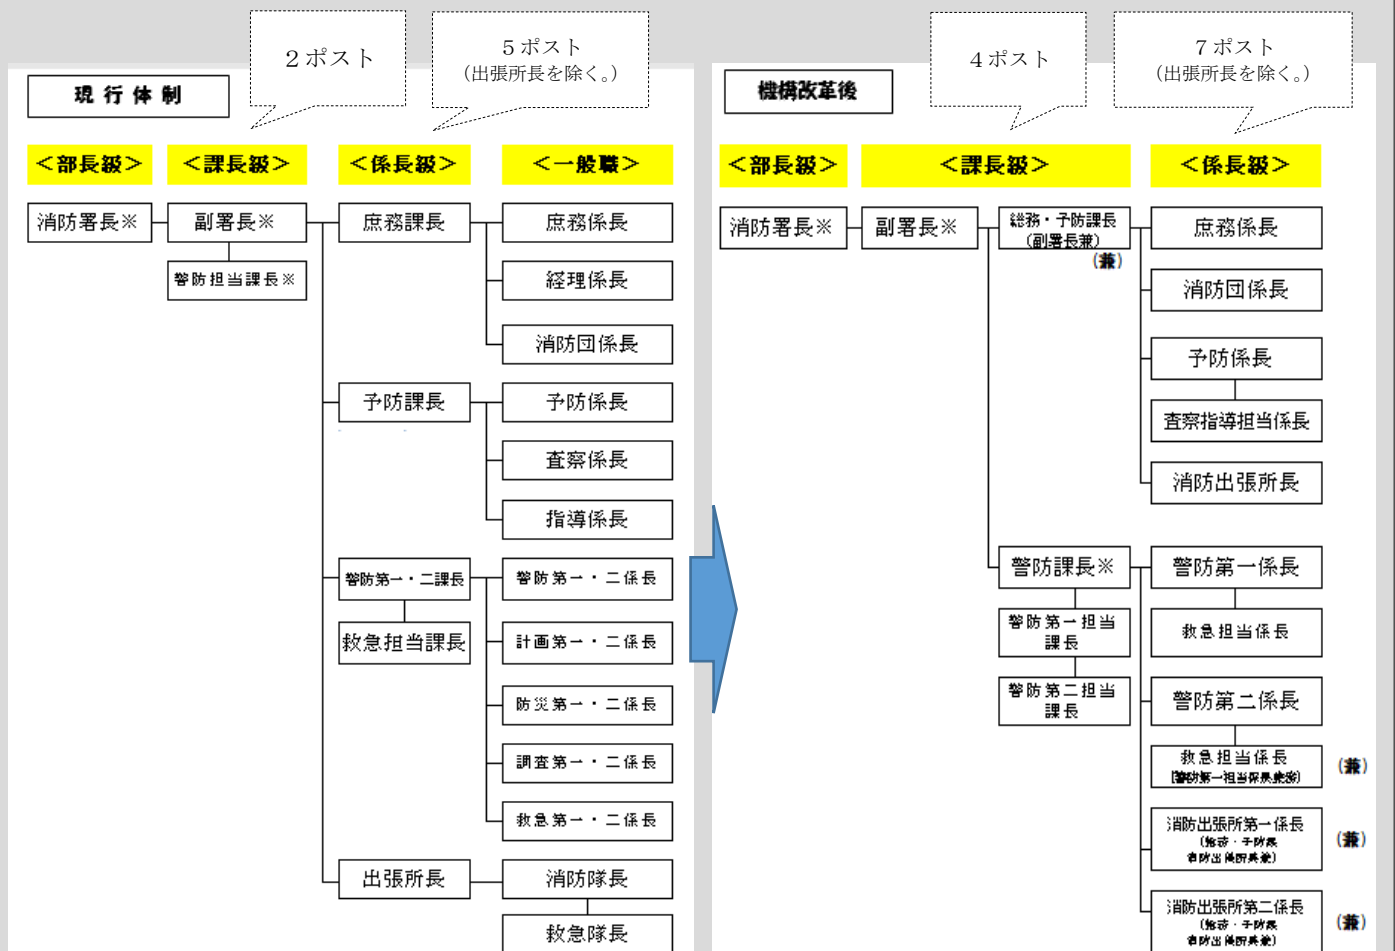 ２ポスト
５ポスト
（出張所長を除く。）
現 行 体 制
＜部長級＞
＜課長級＞
＜係長級＞
＜一般職＞
消防署長※
副署長※
警防担当課長※
庶務課長
庶務係長
経理係長
消防団係長
予防課長
予防係長
査察係長
指導係長
警防第一・二課長
救急担当課長
警防第一・二係長
計画第一・二係長
防災第一・二係長
調査第一・二係長
救急第一・二係長
出張所長
消防隊長
救急隊長
４ポスト
７ポスト
（出張所長を除く。）
機構改革後
＜部長級＞
＜課長級＞
＜係長級＞
消防署長※
副署長※
総務・予防課長
（副署長兼）
（兼）
庶務係長
消防団係長
予防係長
査察指導担当係長
消防出張所長
警防課長※
警防第一担当
課長
警防第二担当
課長
警防第一係長
救急担当係長
警防第二係長
救急担当係長
（兼）
消防出張所第一係長
（兼）
消防出張所第二係長
（兼）